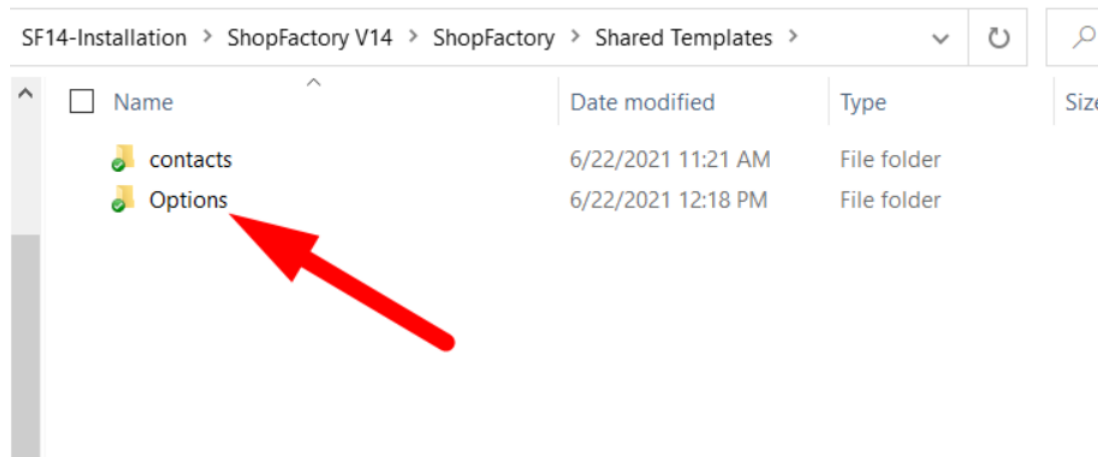 SF14-Installation > ShopFactory V14 > ShopFactory > Shared Templates >
Name Date modified Type Size
contacts 6/22/2021 11:21 AM File folder
Options 6/22/2021 12:18 PM File folder